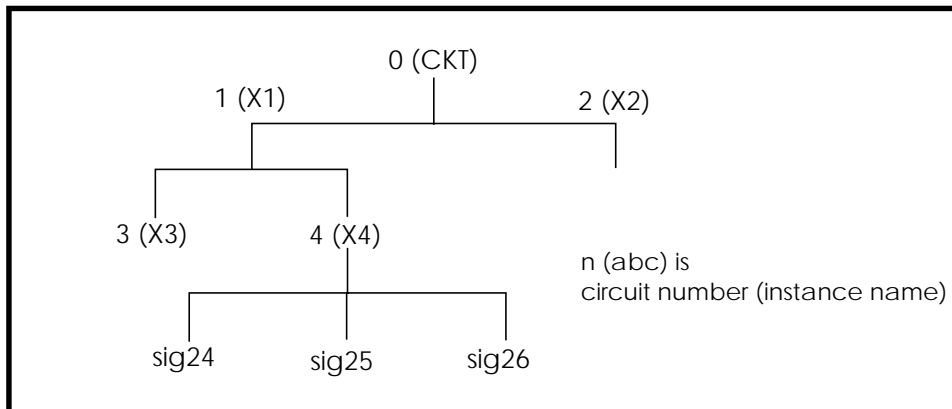 0 (CKT)
1 (X1)
2 (X2)
3 (X3)
4 (X4)
n (abc) is
circuit number (instance name)
sig24
sig25
sig26